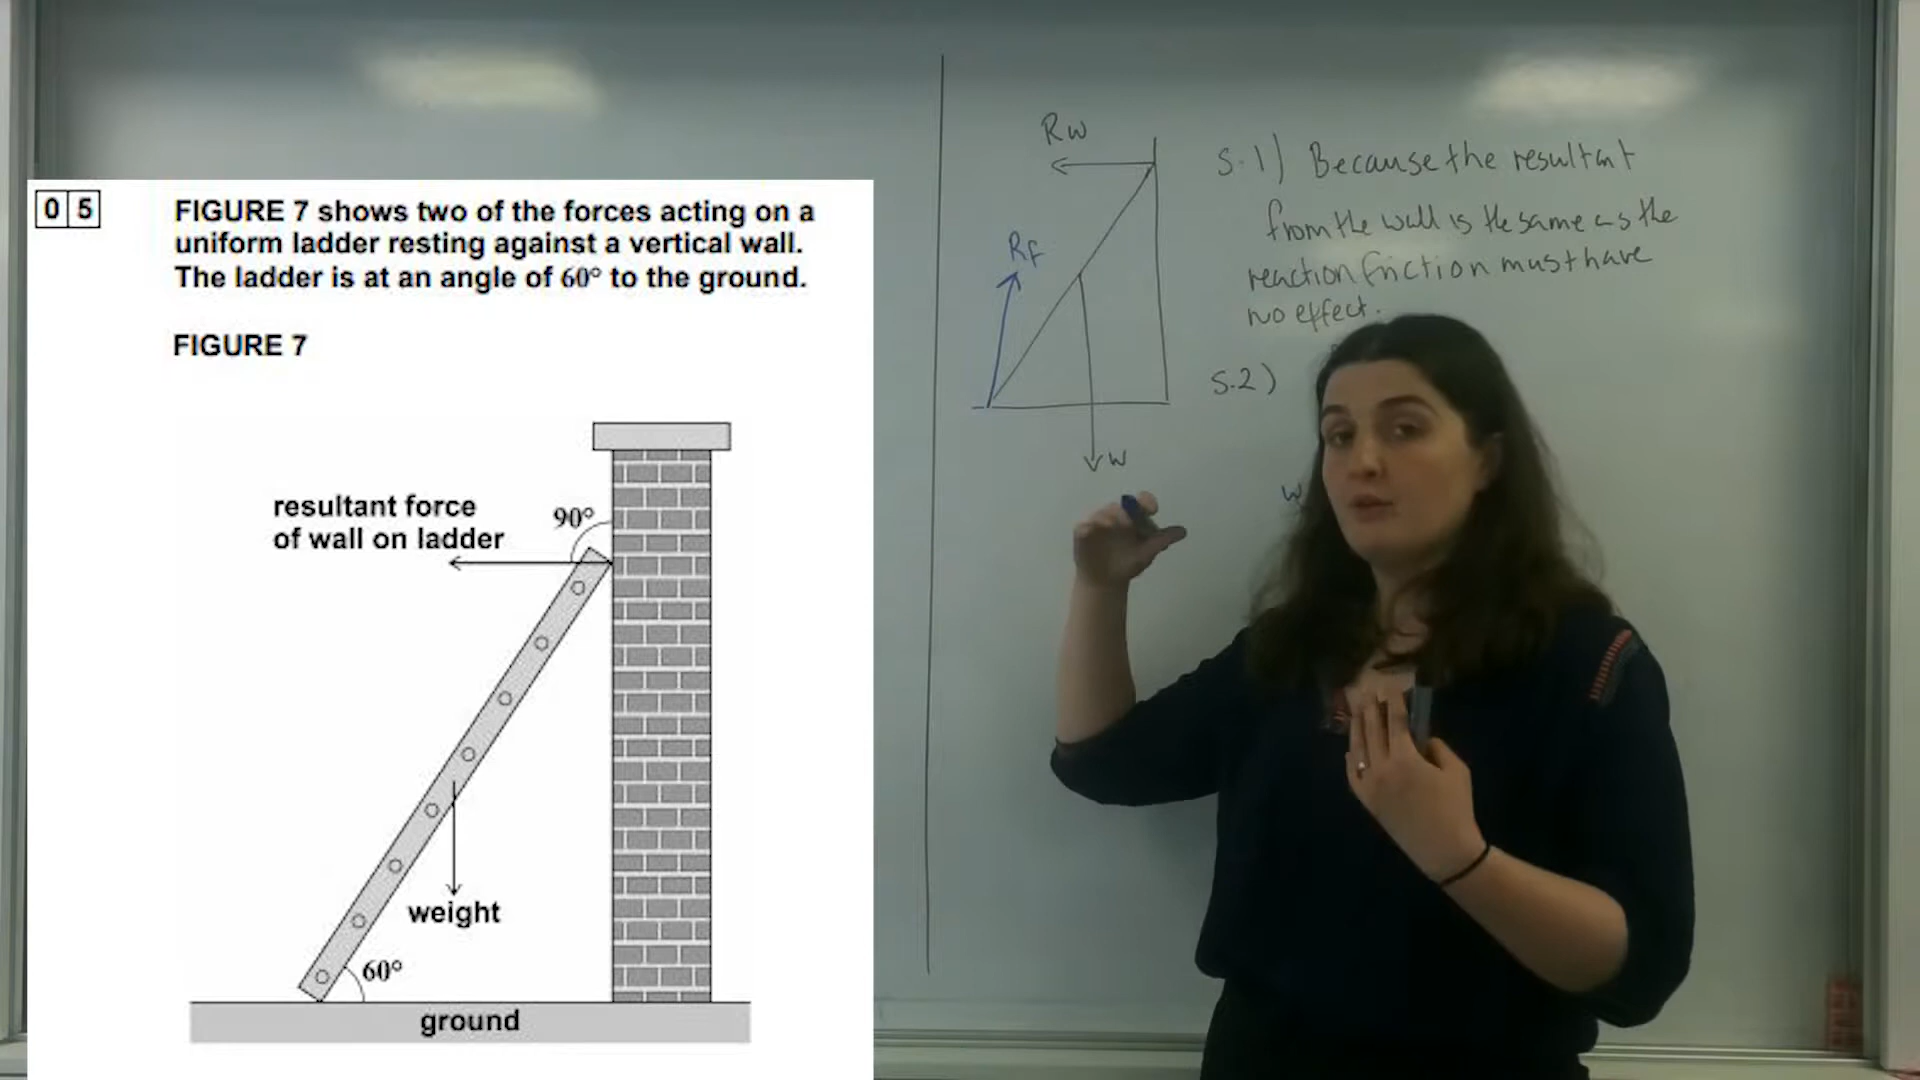 0 5
FIGURE 7 shows two of the forces acting on a
uniform ladder resting against a vertical wall.
The ladder is at an angle of 60° to the ground.
FIGURE 7
resultant force
of wall on ladder
90°
weight
60°
ground
Rw
RF
w
5.1) Because the resultant
from the wall is the same as the
reaction friction must have
no effect.
5.2)
w